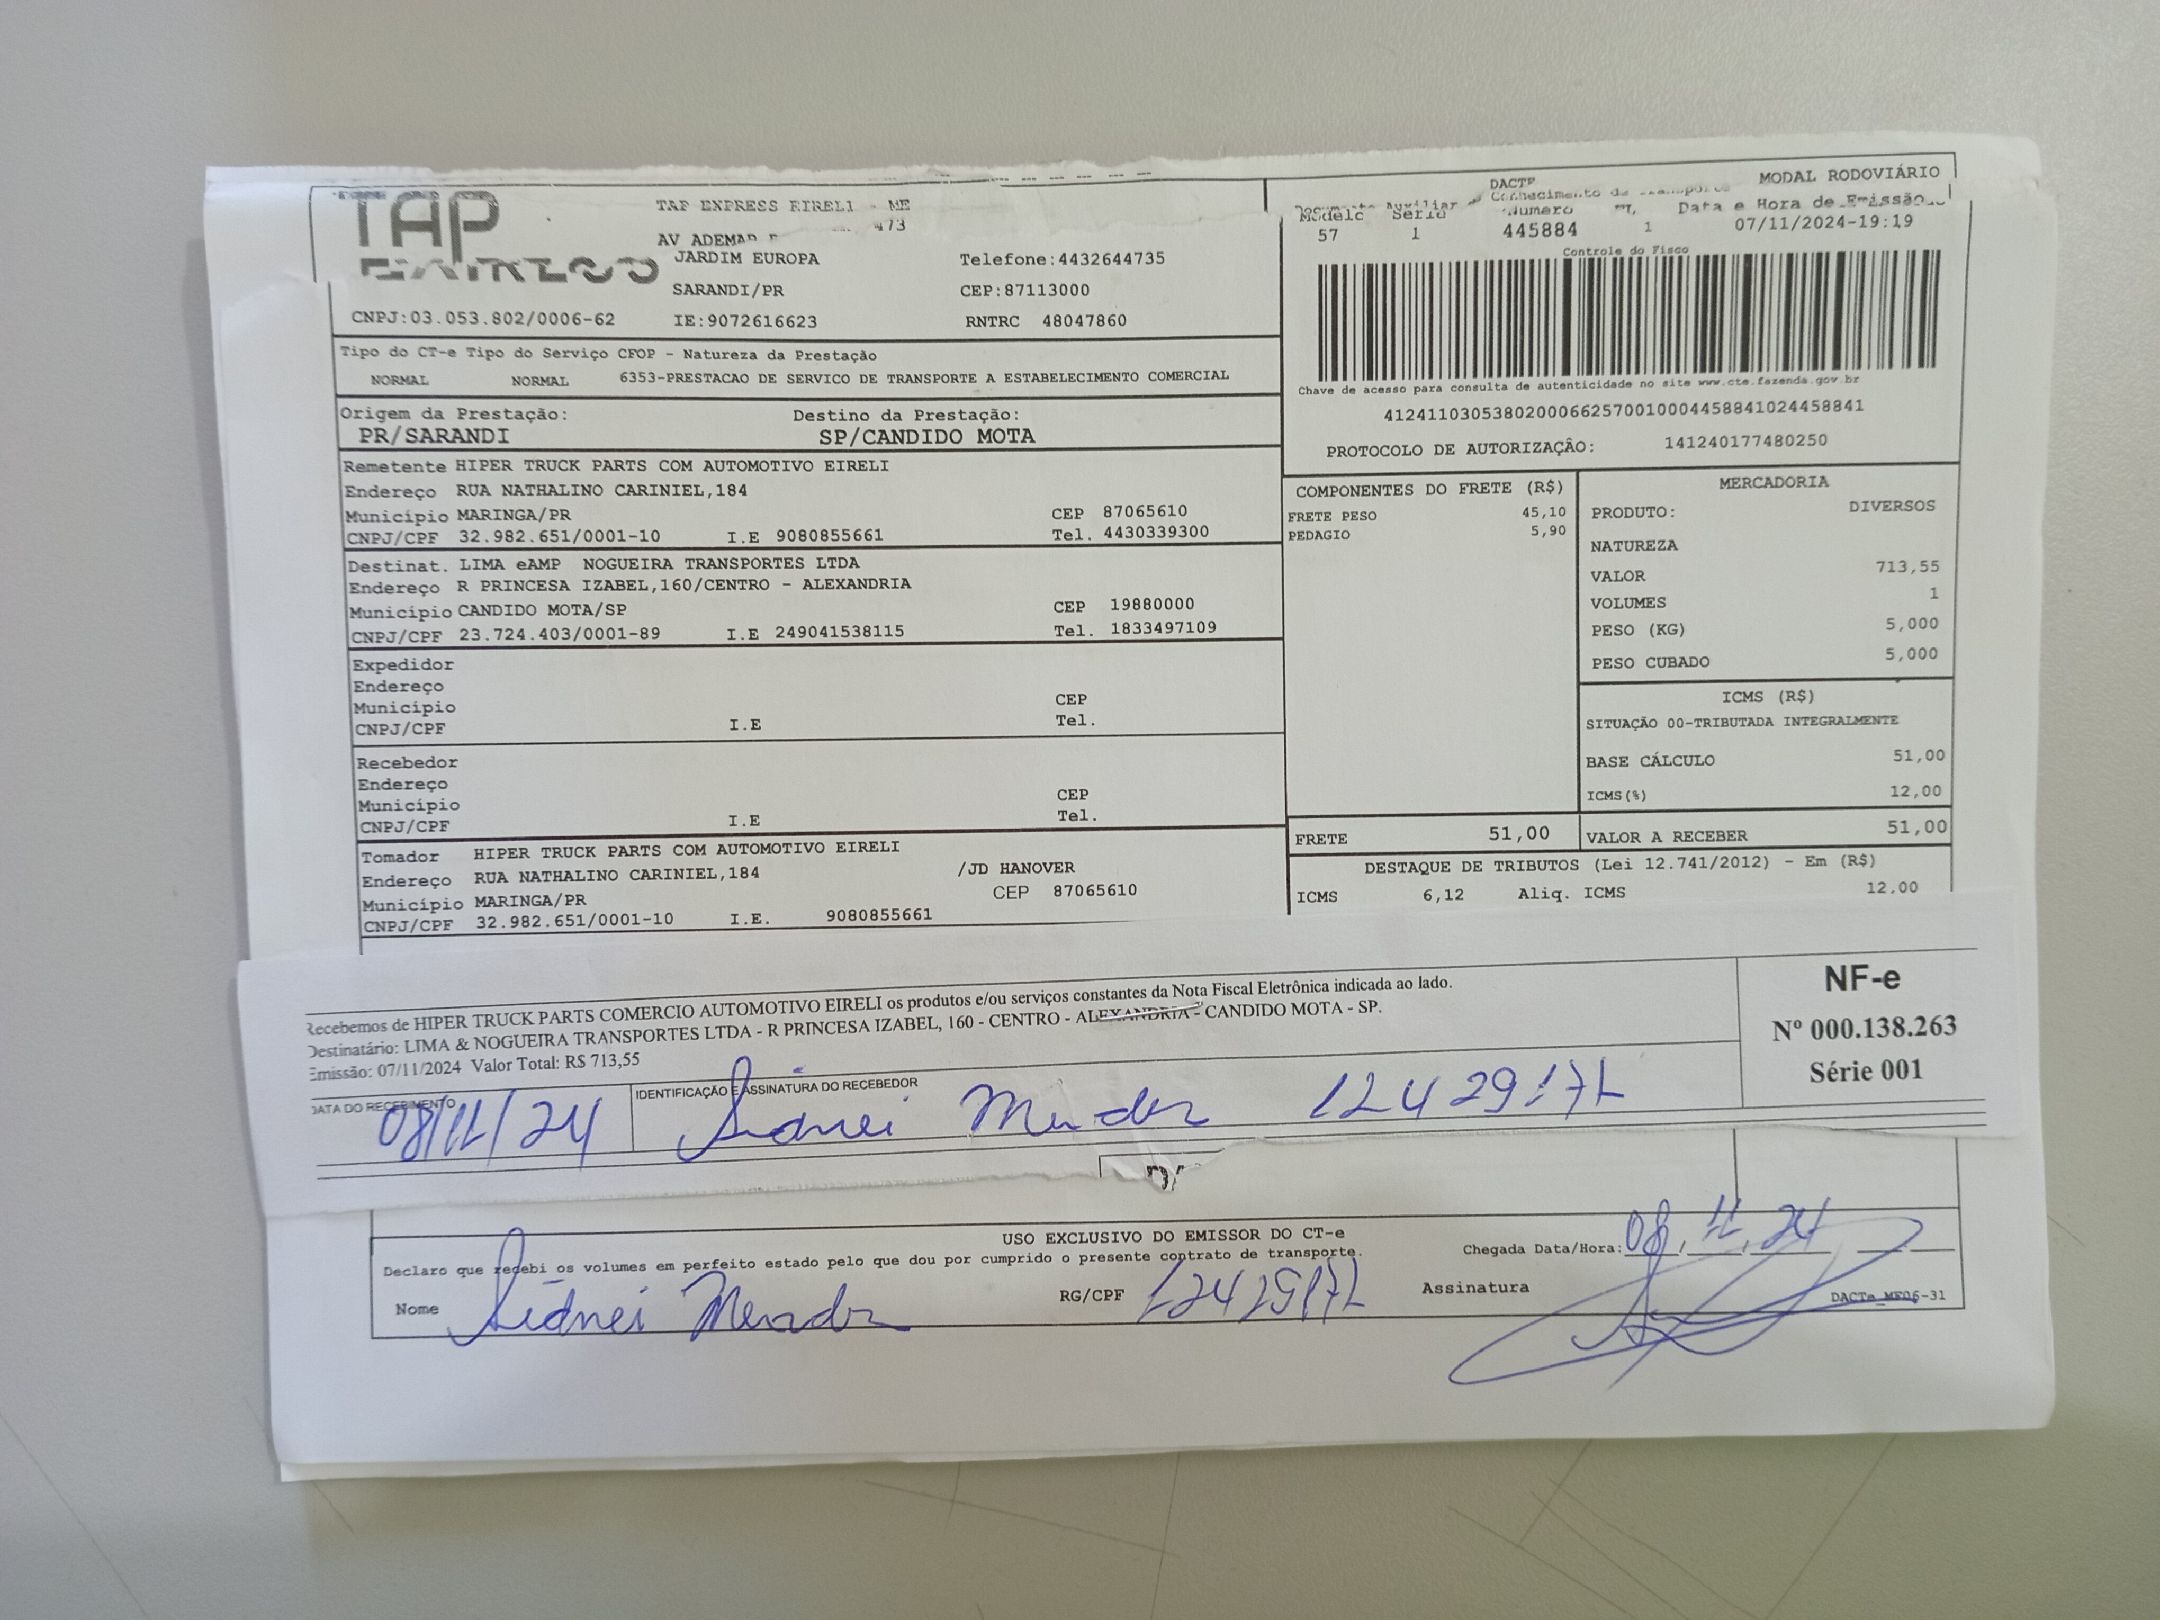 TAP
TAP EXPRESS EIRELI - ME
AV ADEMAR 473
JARDIM EUROPA Telefone:4432644735
SARANDI/PR CEP:87113000
CNPJ:03.053.802/0006-62 IE:9072616623 RNTRC 48047860
DACTE MODAL RODOVIÁRIO
Documento Auxiliar Conhecimento de Transporte
Modelo Série Numero Data e Hora de Emissão
57 1 445884 1 07/11/2024-19:19
Controle do Fisco
Chave de acesso para consulta de autenticidade no site www.cte.fazenda.gov.br
41241103053802000662570010004458841024458841
PROTOCOLO DE AUTORIZAÇÂO: 141240177480250
Tipo do CT-e Tipo do Serviço CFOP - Natureza da Prestação
NORMAL NORMAL 6353-PRESTACAO DE SERVICO DE TRANSPORTE A ESTABELECIMENTO COMERCIAL
Origem da Prestação: Destino da Prestação:
PR/SARANDI SP/CANDIDO MOTA
Remetente HIPER TRUCK PARTS COM AUTOMOTIVO EIRELI
Endereço RUA NATHALINO CARINIEL,184
Município MARINGA/PR CEP 87065610
CNPJ/CPF 32.982.651/0001-10 I.E 9080855661 Tel. 4430339300
Destinat. LIMA eAMP NOGUEIRA TRANSPORTES LTDA
Endereço R PRINCESA IZABEL,160/CENTRO - ALEXANDRIA
Município CANDIDO MOTA/SP CEP 19880000
CNPJ/CPF 23.724.403/0001-89 I.E 249041538115 Tel. 1833497109
Expedidor
Endereço
Município CEP
CNPJ/CPF I.E Tel.
Recebedor
Endereço
Município CEP
CNPJ/CPF I.E Tel.
Tomador HIPER TRUCK PARTS COM AUTOMOTIVO EIRELI
Endereço RUA NATHALINO CARINIEL,184 /JD HANOVER
Município MARINGA/PR CEP 87065610
CNPJ/CPF 32.982.651/0001-10 I.E. 9080855661
COMPONENTES DO FRETE (R$)
FRETE PESO 45,10
PEDAGIO 5,90
MERCADORIA
PRODUTO: DIVERSOS
NATUREZA
VALOR 713,55
VOLUMES 1
PESO (KG) 5,000
PESO CUBADO 5,000
ICMS (R$)
SITUAÇÃO 00-TRIBUTADA INTEGRALMENTE
BASE CÁLCULO 51,00
ICMS(%) 12,00
FRETE 51,00 VALOR A RECEBER 51,00
DESTAQUE DE TRIBUTOS (Lei 12.741/2012) - Em (R$)
ICMS 6,12 Aliq. ICMS 12,00
Recebemos de HIPER TRUCK PARTS COMERCIO AUTOMOTIVO EIRELI os produtos e/ou serviços constantes da Nota Fiscal Eletrônica indicada ao lado.
Destinatário: LIMA & NOGUEIRA TRANSPORTES LTDA - R PRINCESA IZABEL, 160 - CENTRO - ALEXANDRIA - CANDIDO MOTA - SP.
Emissão: 07/11/2024 Valor Total: R$ 713,55
DATA DO RECEBIMENTO IDENTIFICAÇÃO E ASSINATURA DO RECEBEDOR
08/11/24 Sidnei
NF-e
Nº 000.138.263
Série 001
USO EXCLUSIVO DO EMISSOR DO CT-e
Declaro que recebi os volumes em perfeito estado pelo que dou por cumprido o presente contrato de transporte.
Chegada Data/Hora: 08, 11, 24
Nome Sidnei RG/CPF Assinatura